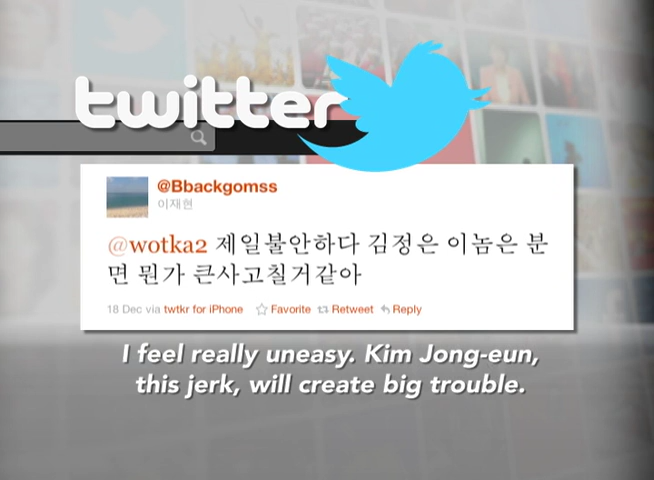 twitter
@Bbackgomss
이재현
@wotka2 제일불안하다 김정은 이놈은 분
면 뭔가 큰사고칠거같아
18 Dec via twtkr for iPhone Favorite Retweet Reply
I feel really uneasy. Kim Jong-eun,
this jerk, will create big trouble.